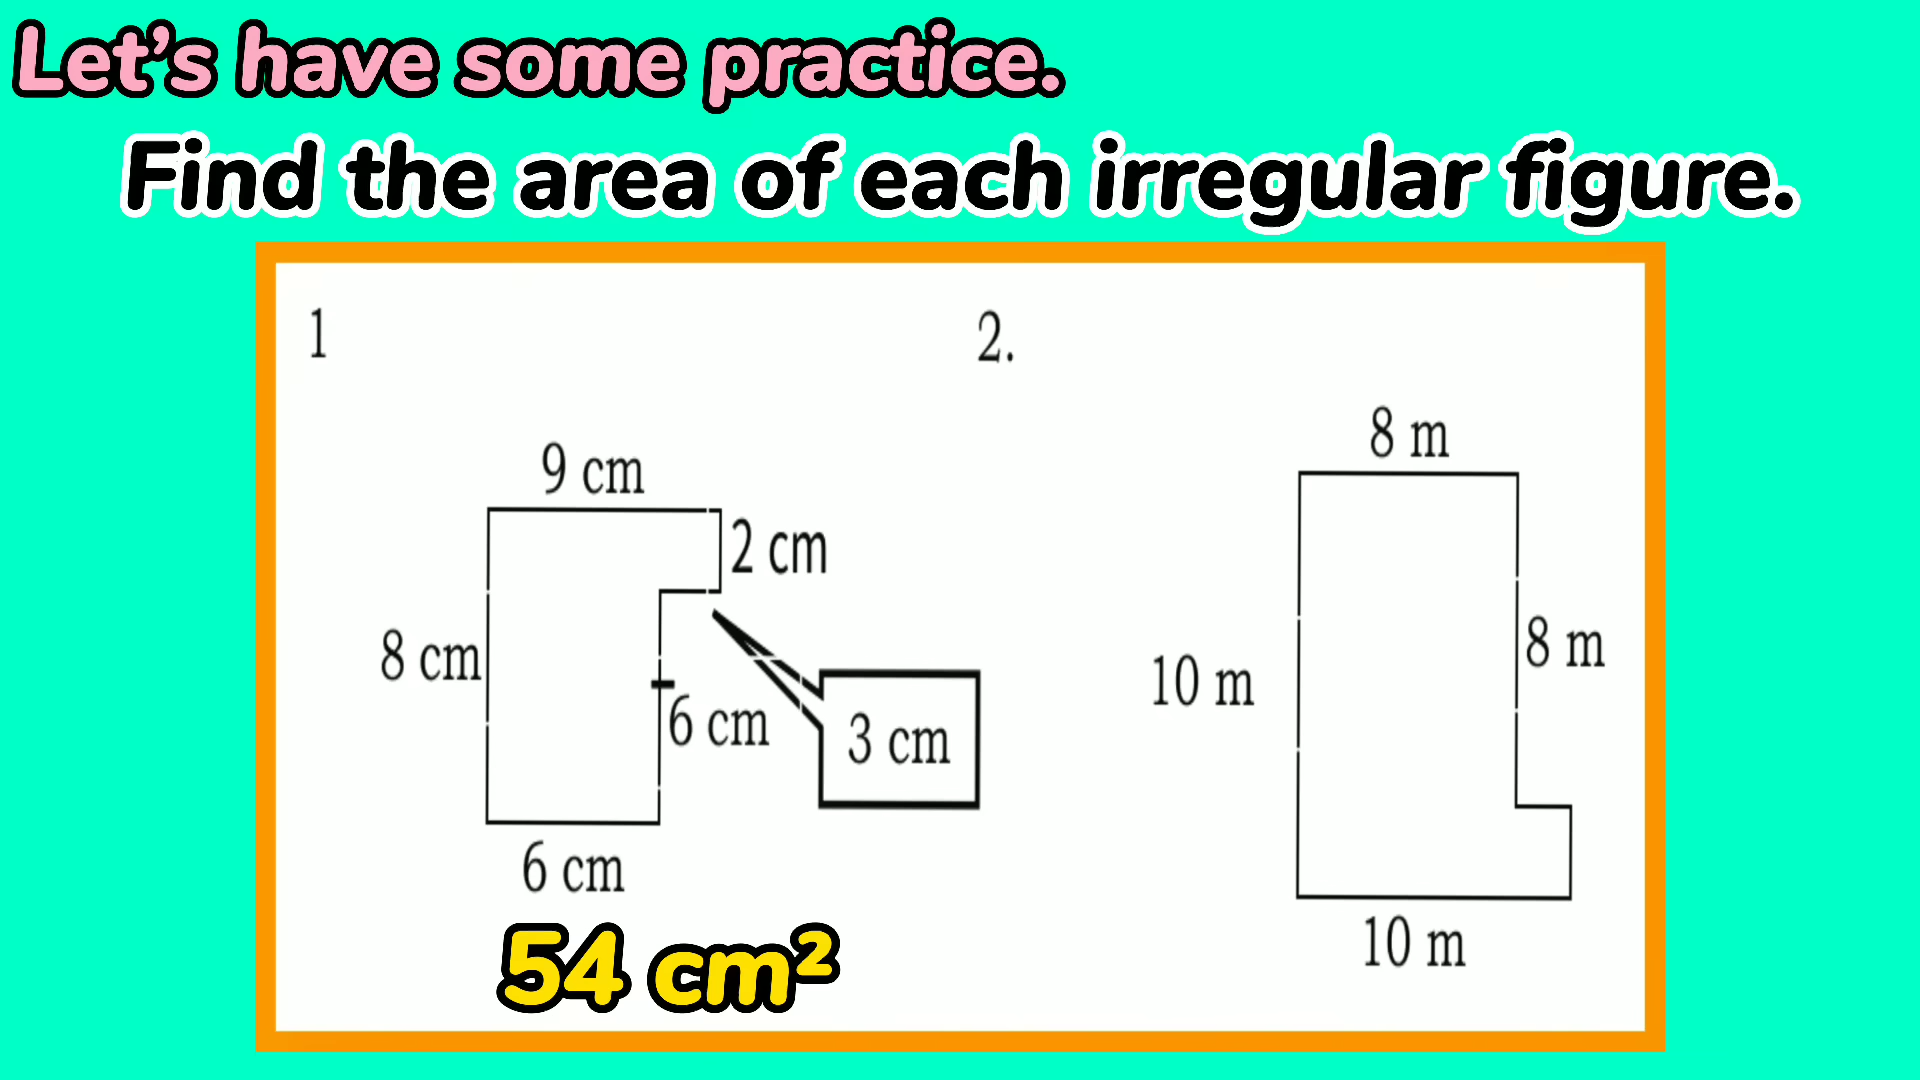 Let's have some practice.
Find the area of each irregular figure.
1
2.
9 cm
2 cm
8 cm
6 cm
3 cm
6 cm
54 cm²
8 m
10 m
8 m
10 m